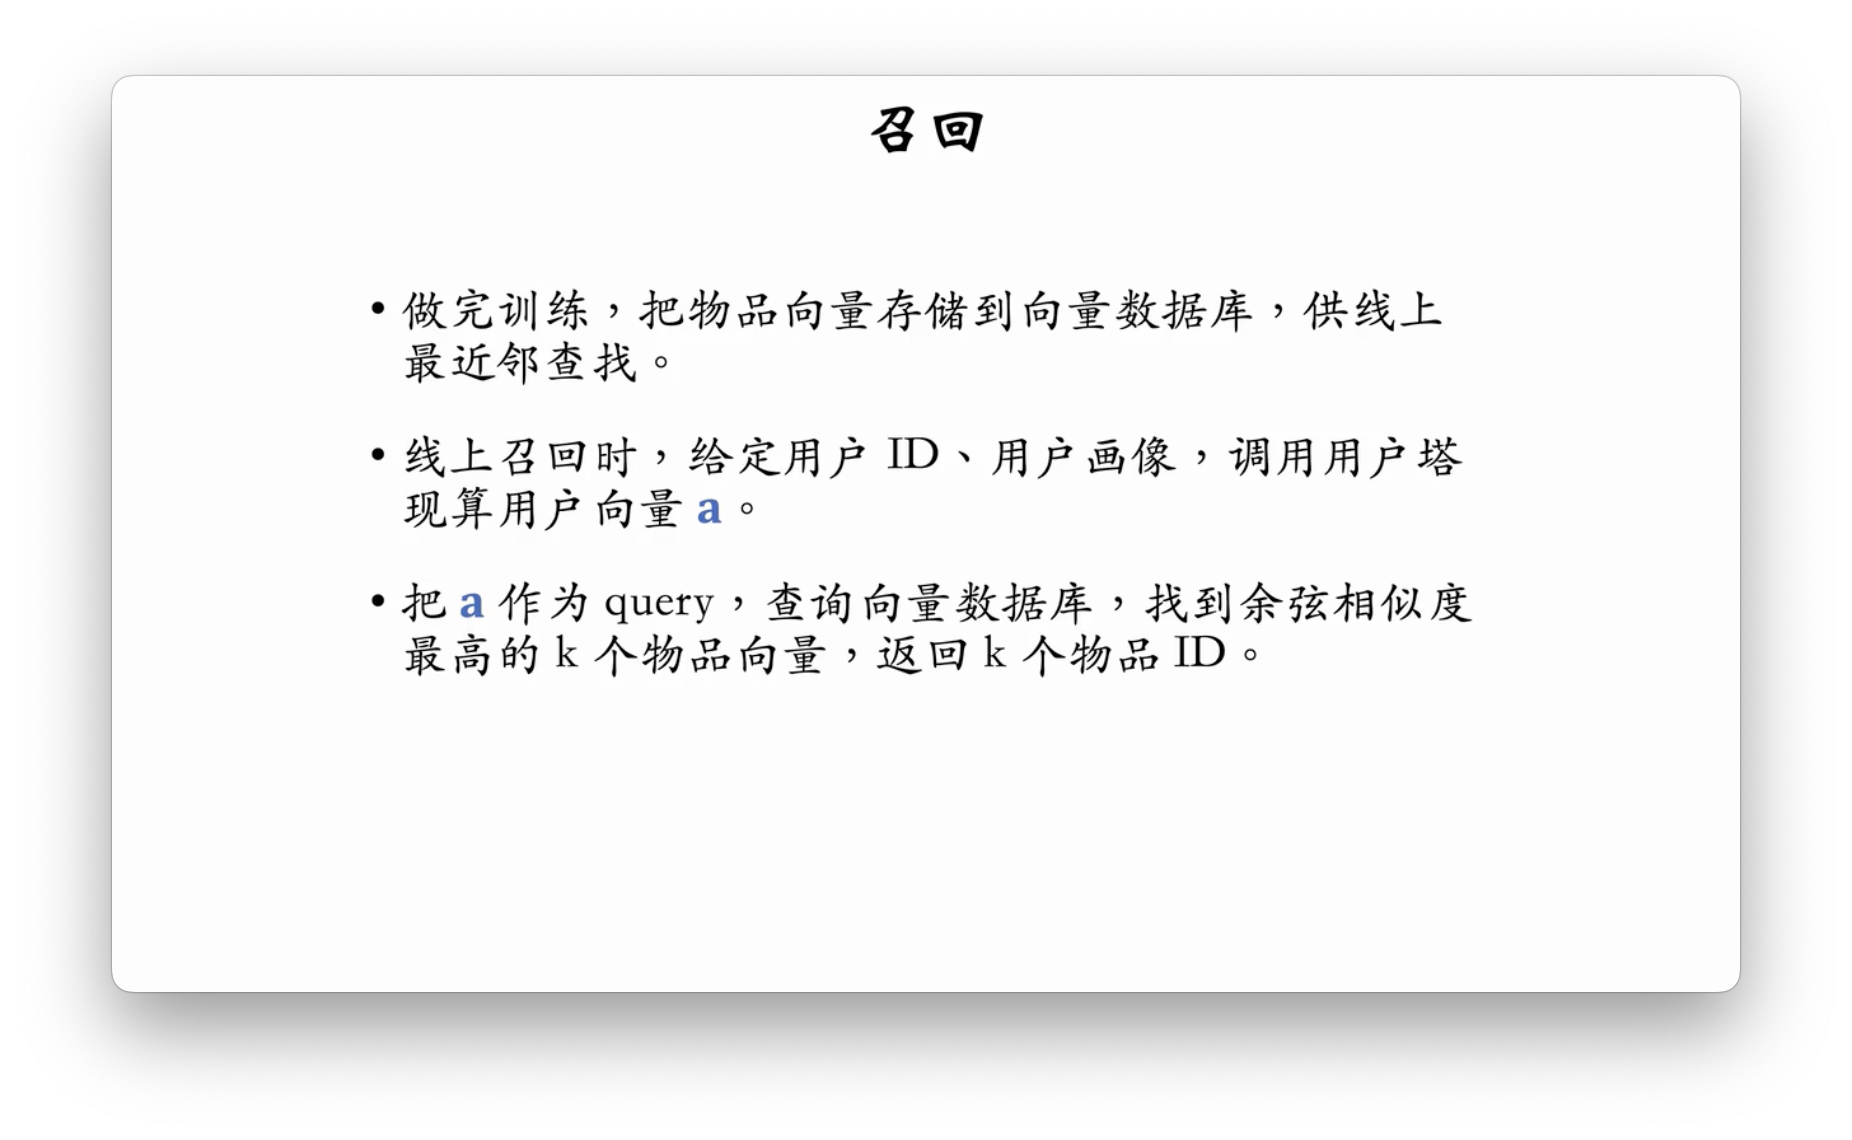 召回
• 做完训练，把物品向量存储到向量数据库，供线上
最近邻查找。
• 线上召回时，给定用户 ID、用户画像，调用用户塔
现算用户向量 a。
• 把 a 作为 query，查询向量数据库，找到余弦相似度
最高的 k 个物品向量，返回 k 个物品 ID。